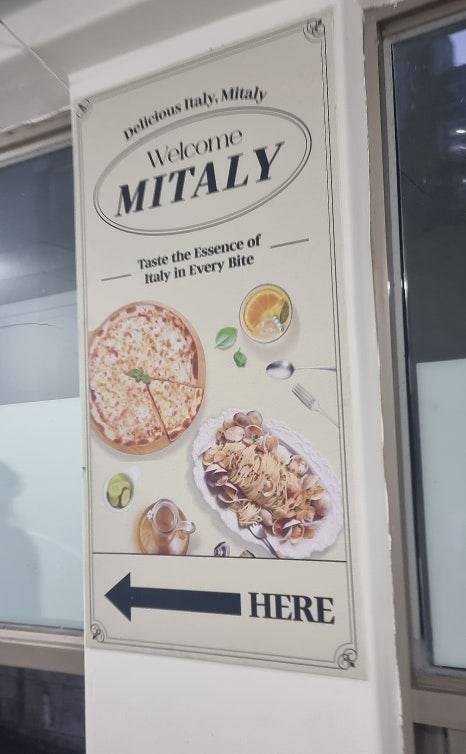 Delicious Italy, Mitaly
Welcome
MITALY
Taste the Essence of
Italy in Every Bite
HERE